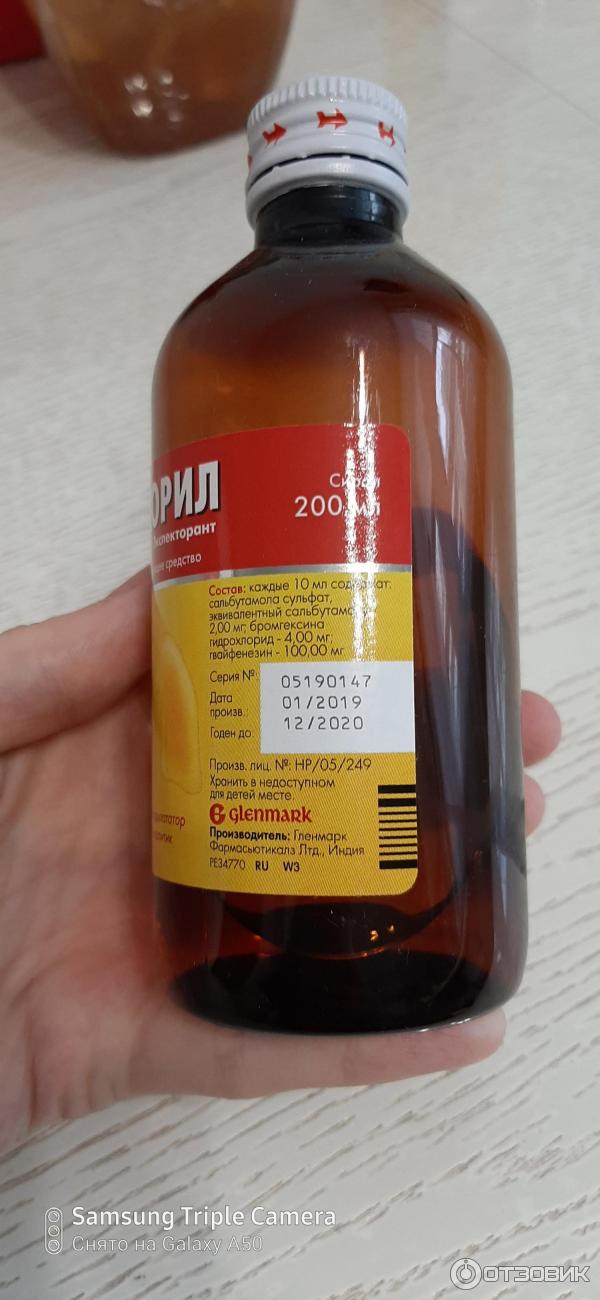 ОРИЛ
Экспекторант
средство
Сироп
200 мл
Состав: каждые 10 мл содержат:
сальбутамола сульфат,
эквивалентный
2,00 мг; бромгексина
гидрохлорид - 4,00 мг;
гвайфенезин - 100,00 мг
Серия №: 05190147
Дата
произв.: 01/2019
Годен до: 12/2020
Произв. лиц. №: HP/05/249
Хранить в недоступном
для детей месте.
glenmark
Производитель: Гленмарк
Фармасьютикалз Лтд., Индия
PE34770 RU W3
Samsung Triple Camera
Снято на Galaxy A50
ОТЗОВИК